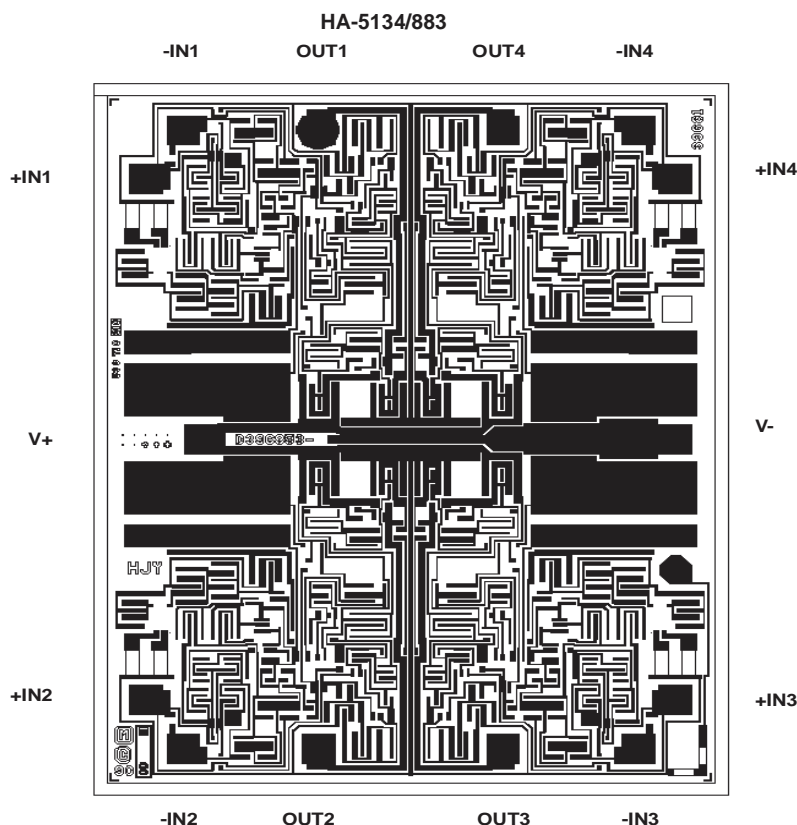 HA-5134/883
-IN1 OUT1 OUT4 -IN4
+IN1 +IN4
V+ V-
HJY
+IN2 +IN3
-IN2 OUT2 OUT3 -IN3